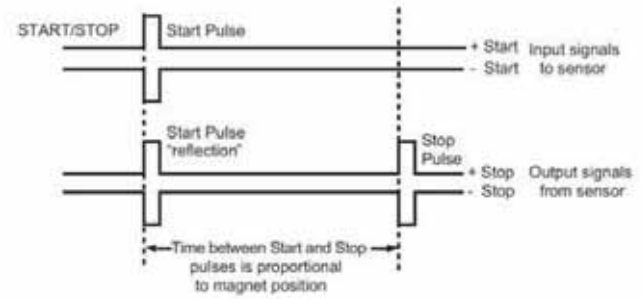 START/STOP
Start Pulse
+ Start
- Start
Input signals
to sensor
Start Pulse
"reflection"
Stop
Pulse
+ Stop
- Stop
Output signals
from sensor
Time between Start and Stop
pulses is proportional
to magnet position